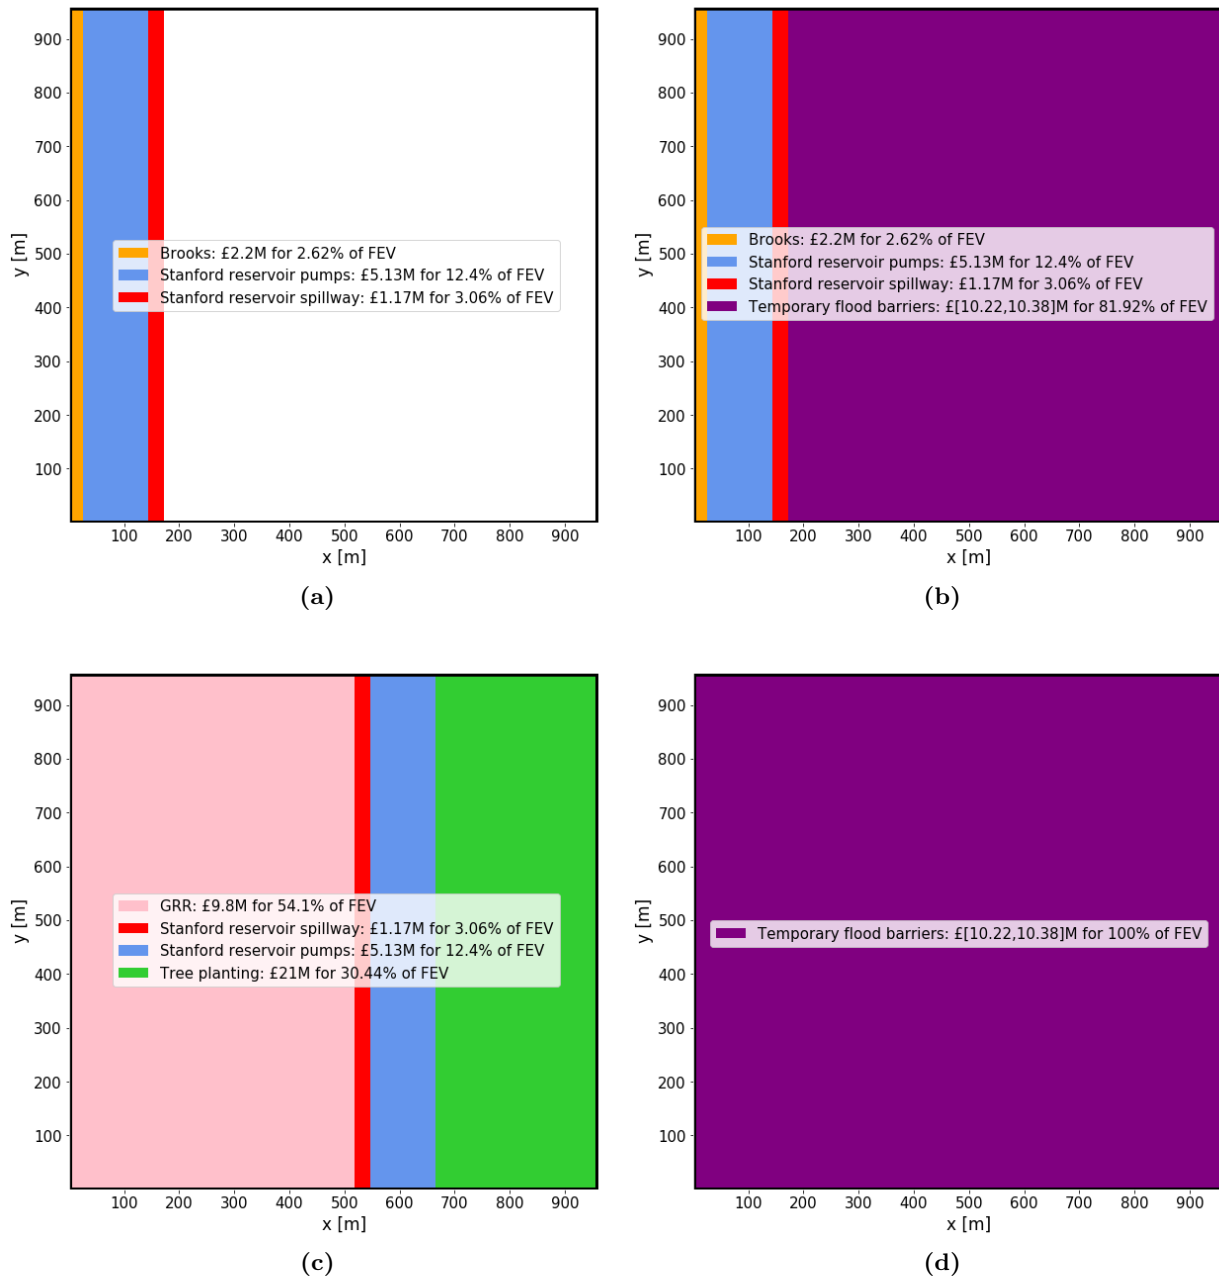 900
800
700
600
500
400
300
200
100
y [m]
Brooks: £2.2M for 2.62% of FEV
Stanford reservoir pumps: £5.13M for 12.4% of FEV
Stanford reservoir spillway: £1.17M for 3.06% of FEV
100 200 300 400 500 600 700 800 900
x [m]
(a)
900
800
700
600
500
400
300
200
100
y [m]
Brooks: £2.2M for 2.62% of FEV
Stanford reservoir pumps: £5.13M for 12.4% of FEV
Stanford reservoir spillway: £1.17M for 3.06% of FEV
Temporary flood barriers: £[10.22,10.38]M for 81.92% of FEV
100 200 300 400 500 600 700 800 900
x [m]
(b)
900
800
700
600
500
400
300
200
100
y [m]
GRR: £9.8M for 54.1% of FEV
Stanford reservoir spillway: £1.17M for 3.06% of FEV
Stanford reservoir pumps: £5.13M for 12.4% of FEV
Tree planting: £21M for 30.44% of FEV
100 200 300 400 500 600 700 800 900
x [m]
(c)
900
800
700
600
500
400
300
200
100
y [m]
Temporary flood barriers: £[10.22,10.38]M for 100% of FEV
100 200 300 400 500 600 700 800 900
x [m]
(d)